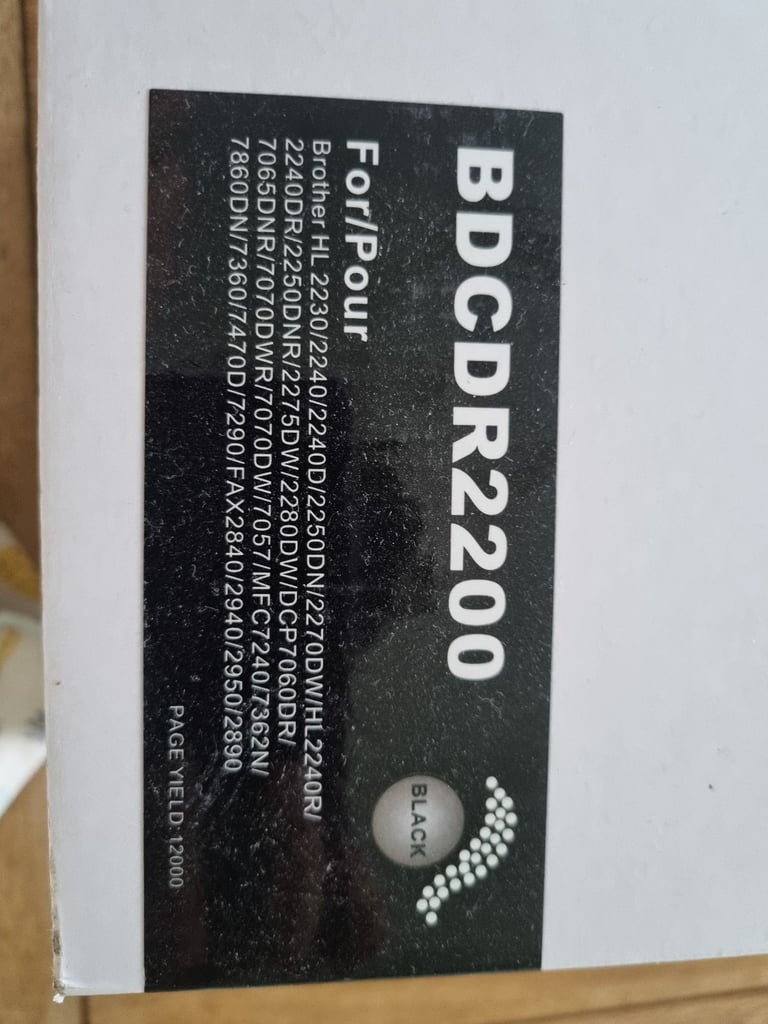 BDCDR2200
BLACK
For/Pour
Brother HL 2230/2240/2240D/2250DN/2270DW/HL2240R/
2240DR/2250DNR/2275DW/2280DW/DCP7060DR/
7065DNR/7070DWR/7070DW/7057/MFC7240/7362N/
7860DN/7360/7470D/7290/FAX2840/2940/2950/2890
PAGE YIELD:12000